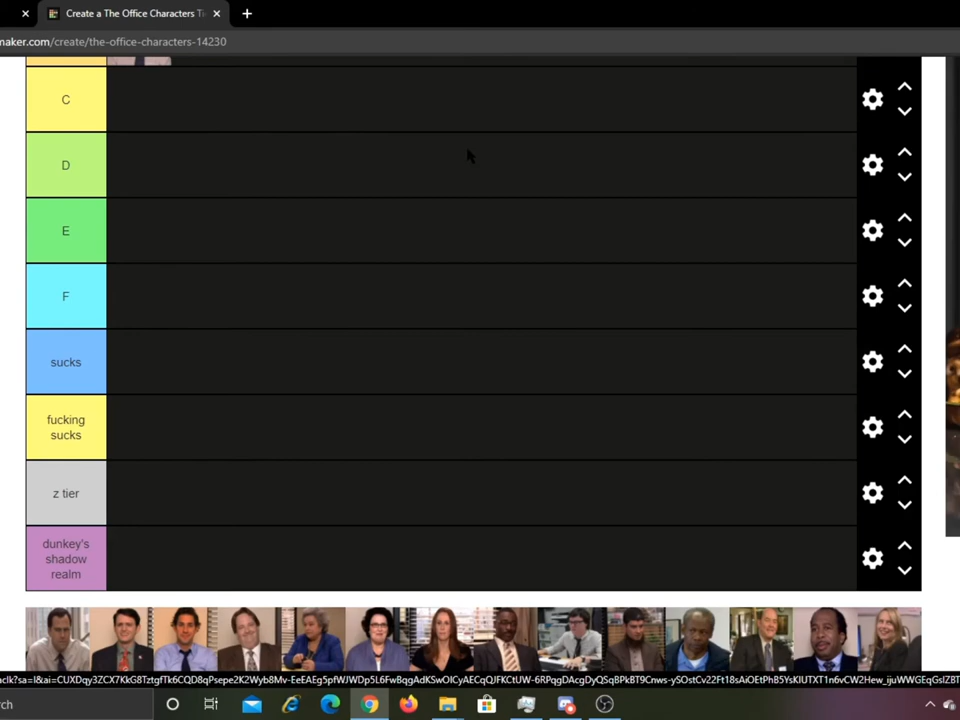 Create a The Office Characters Ti
maker.com/create/the-office-characters-14230
C
D
E
F
sucks
fucking
sucks
z tier
dunkey's
shadow
realm
rch